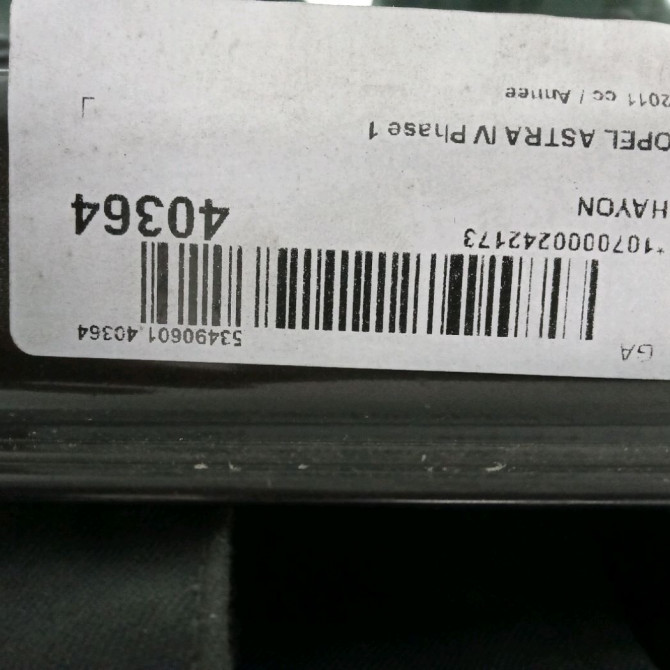 GA
53490601.40364
*1070000242173
40364
HAYON
OPEL ASTRA IV Phase 1
2011 cc / Annee